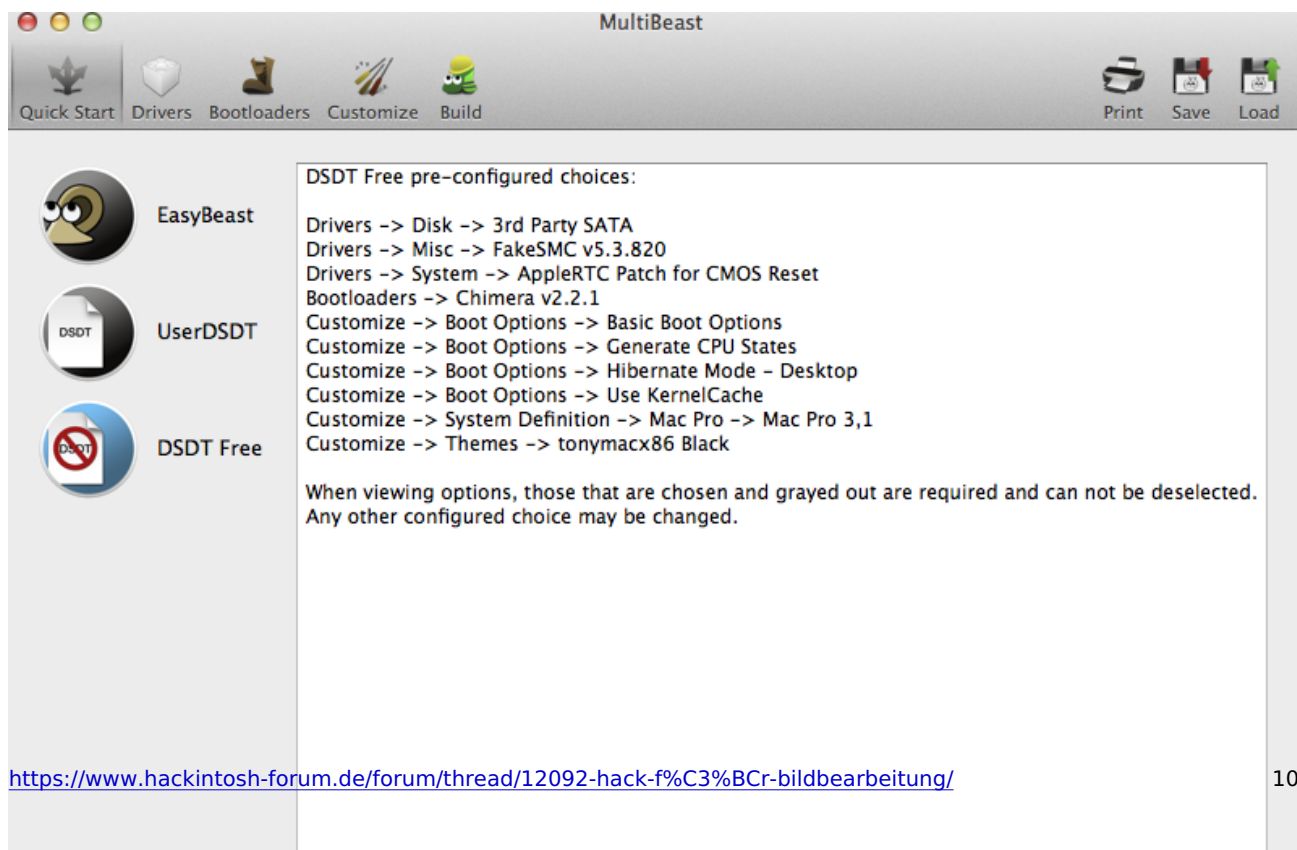 MultiBeast
Quick Start Drivers Bootloaders Customize Build Print Save Load
EasyBeast
DSDT
UserDSDT
DSDT
DSDT Free
DSDT Free pre-configured choices:
Drivers -> Disk -> 3rd Party SATA
Drivers -> Misc -> FakeSMC v5.3.820
Drivers -> System -> AppleRTC Patch for CMOS Reset
Bootloaders -> Chimera v2.2.1
Customize -> Boot Options -> Basic Boot Options
Customize -> Boot Options -> Generate CPU States
Customize -> Boot Options -> Hibernate Mode – Desktop
Customize -> Boot Options -> Use KernelCache
Customize -> System Definition -> Mac Pro -> Mac Pro 3,1
Customize -> Themes -> tonymacx86 Black
When viewing options, those that are chosen and grayed out are required and can not be deselected.
Any other configured choice may be changed.
https://www.hackintosh-forum.de/forum/thread/12092-hack-f%C3%BCr-bildbearbeitung/ 10